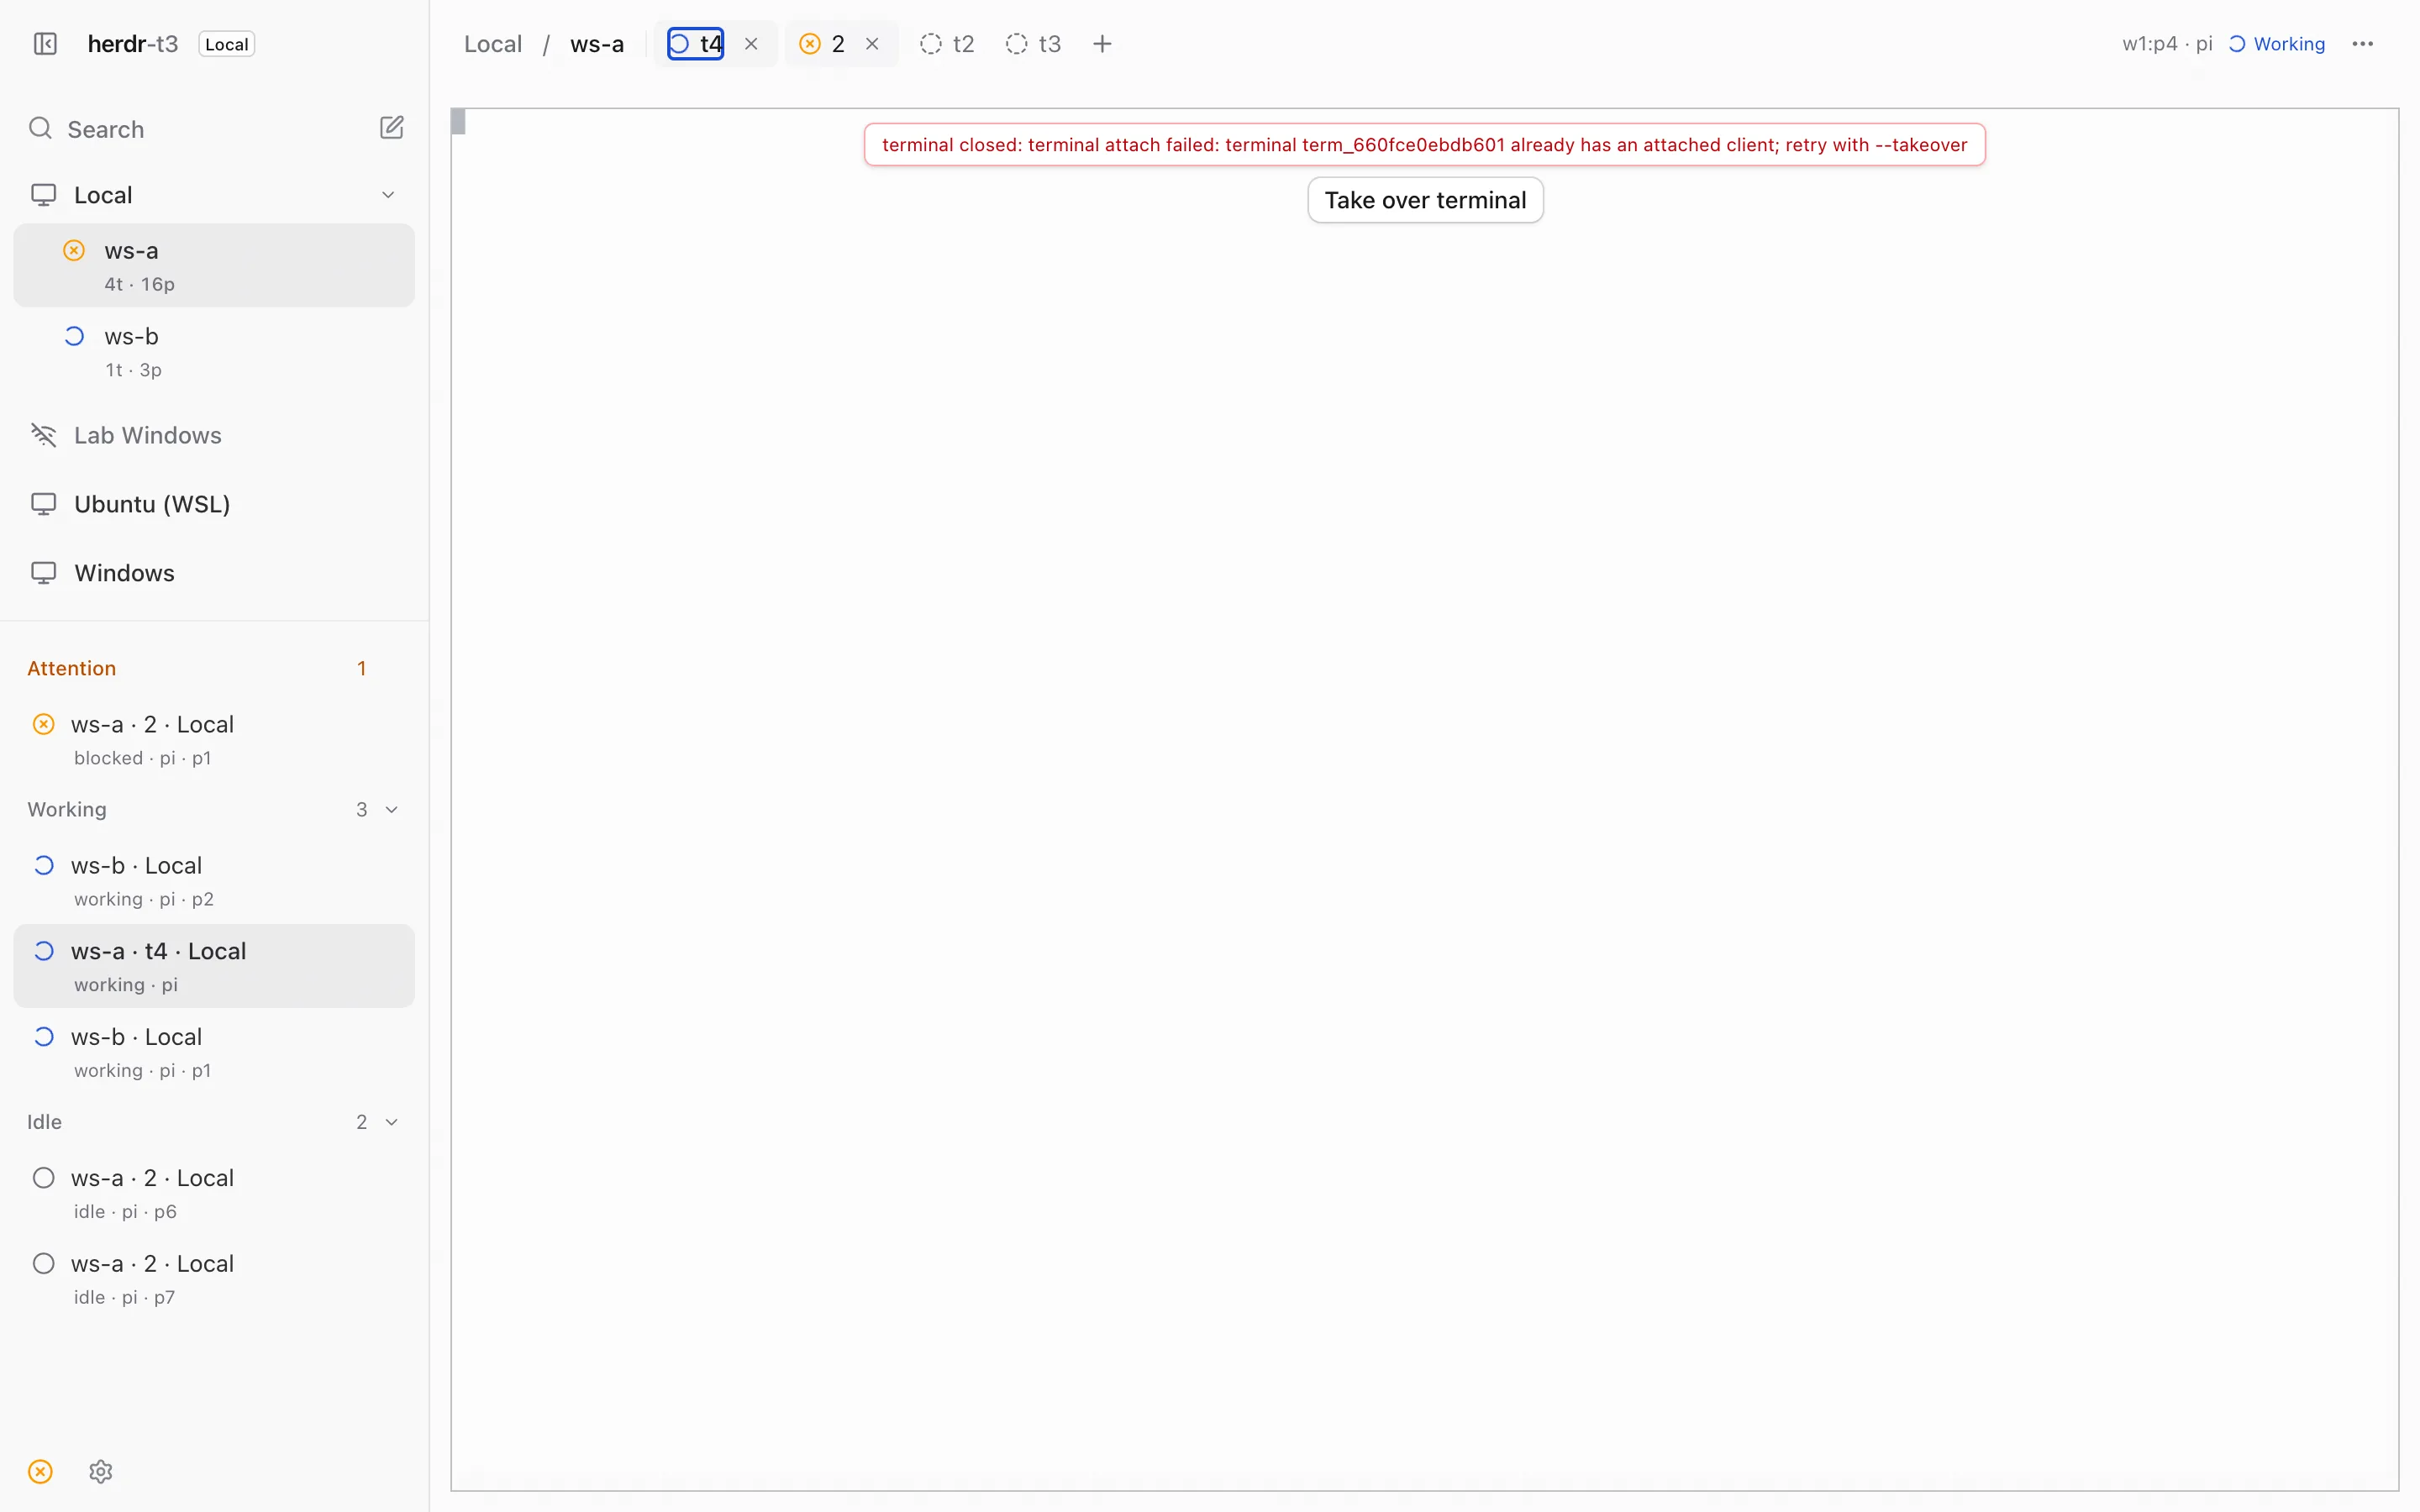 herdr-t3 Local
Search
Local
ws-a
4t · 16p
ws-b
1t · 3p
Lab Windows
Ubuntu (WSL)
Windows
Attention 1
ws-a · 2 · Local
blocked · pi · p1
Working 3
ws-b · Local
working · pi · p2
ws-a · t4 · Local
working · pi
ws-b · Local
working · pi · p1
Idle 2
ws-a · 2 · Local
idle · pi · p6
ws-a · 2 · Local
idle · pi · p7
Local / ws-a t4 2 t2 t3 w1:p4 · pi Working
terminal closed: terminal attach failed: terminal term_660fce0ebdb601 already has an attached client; retry with --takeover
Take over terminal